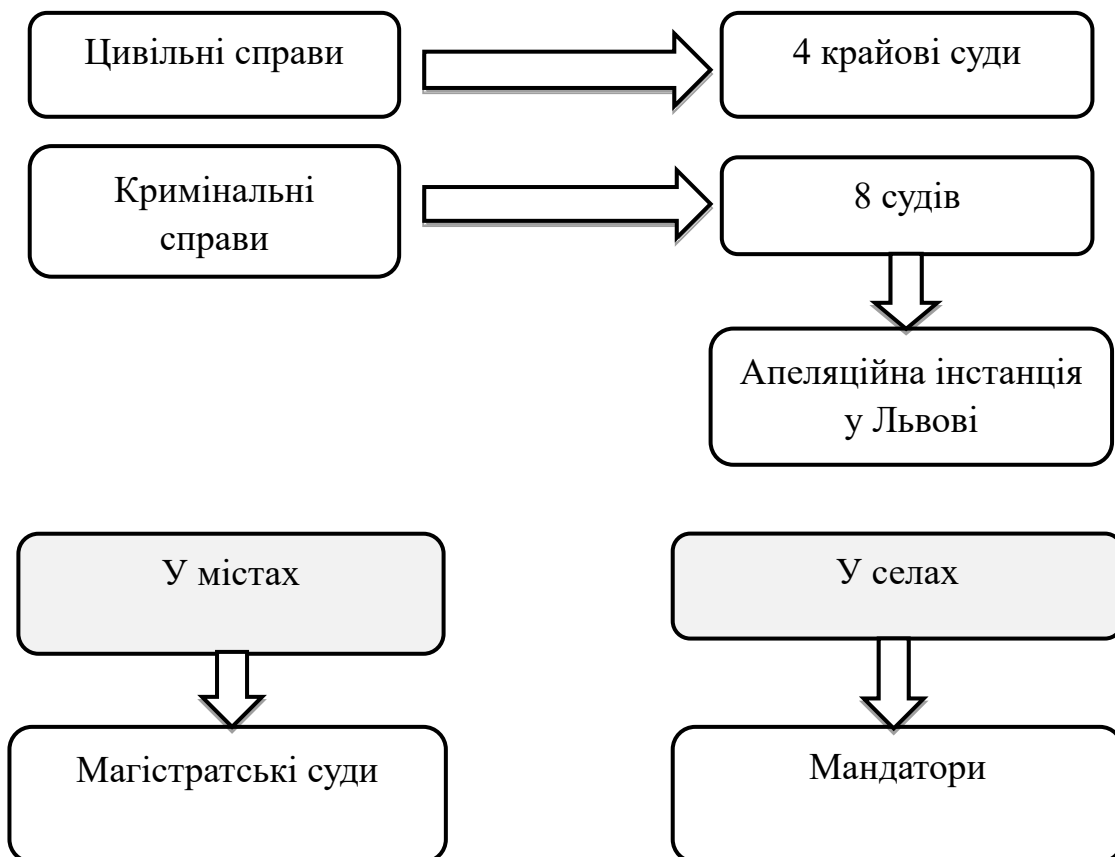 Цивільні справи
4 крайові суди
Кримінальні
справи
8 судів
Апеляційна інстанція
у Львові
У містах
У селах
Магістратські суди
Мандатори